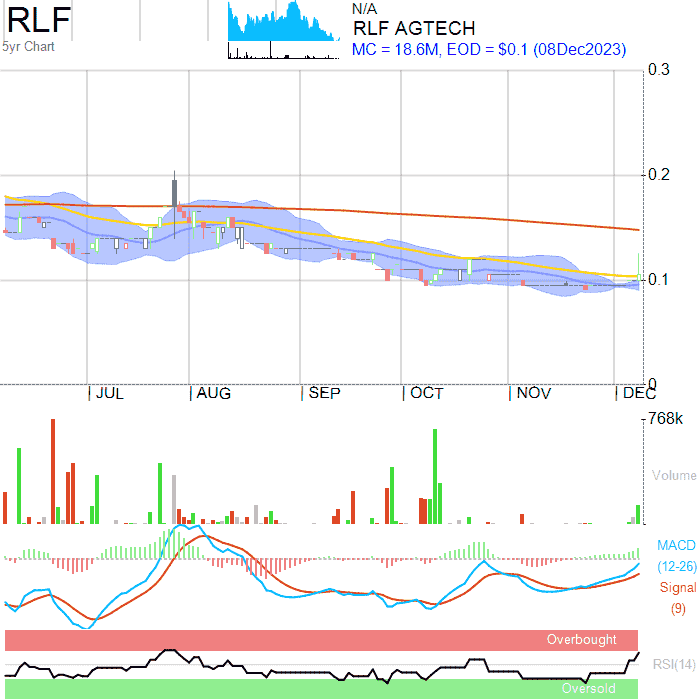 RLF
5yr Chart
N/A
RLF AGTECH
MC = 18.6M, EOD = $0.1 (08Dec2023)
0.3
0.2
0.1
0
JUL AUG SEP OCT NOV DEC
768k
Volume
MACD
(12-26)
Signal
(9)
Overbought
RSI(14)
Oversold